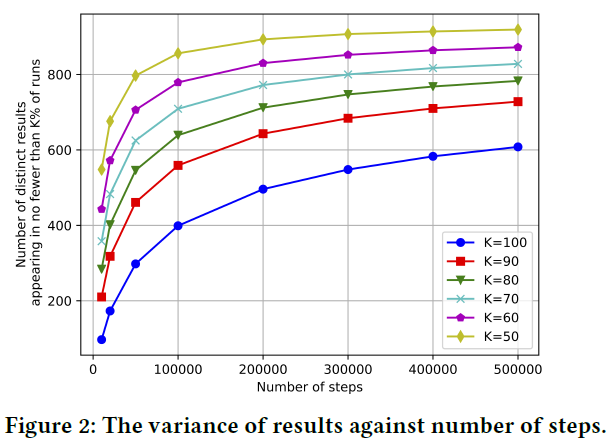 Number of distinct results
appearing in no fewer than K% of runs
800
600
400
200
K=100
K=90
K=80
K=70
K=60
K=50
0
100000
200000
300000
400000
500000
Number of steps
Figure 2: The variance of results against number of steps.